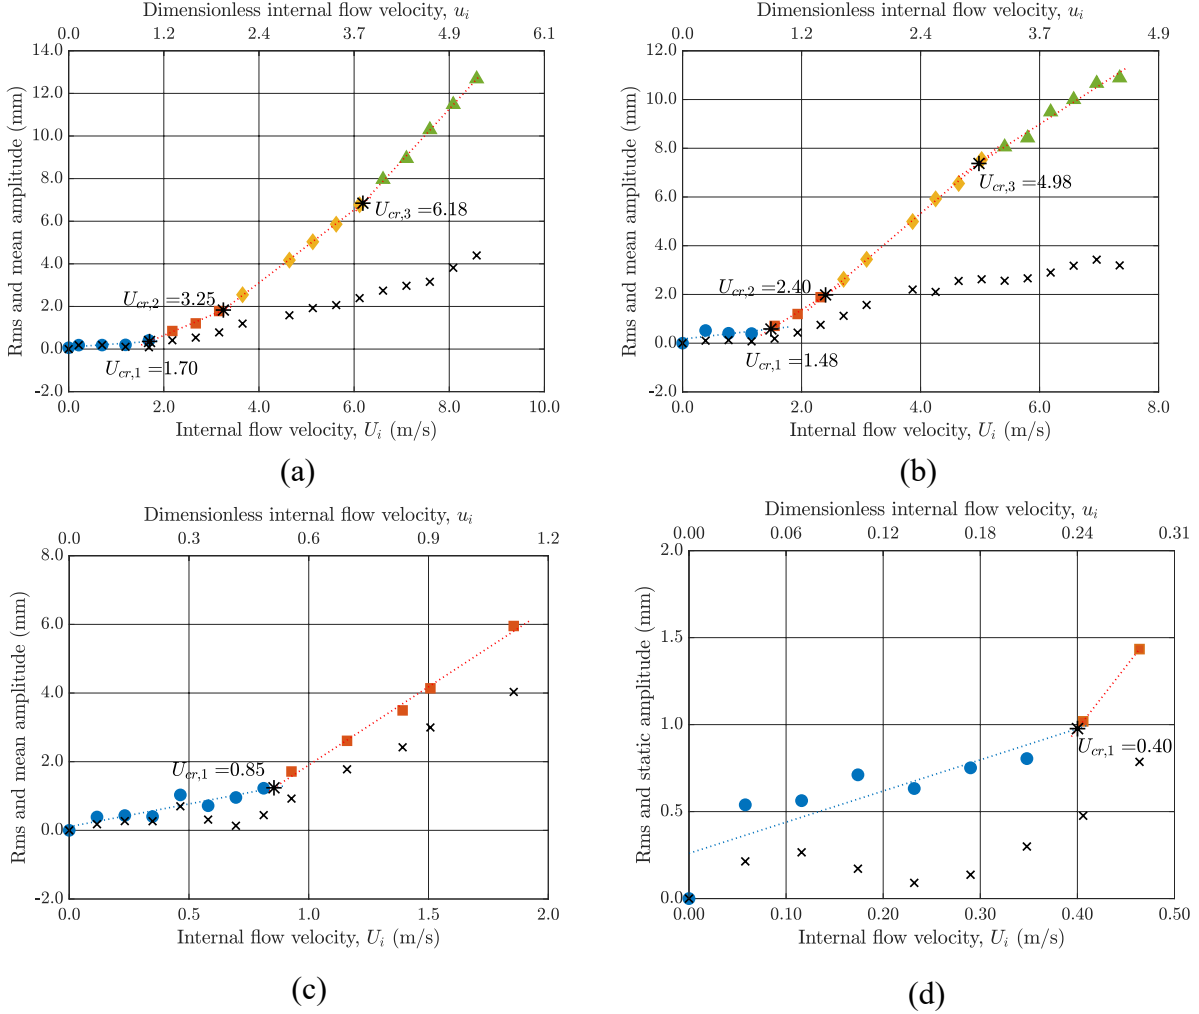 Dimensionless internal flow velocity, u_i
0.0 1.2 2.4 3.7 4.9 6.1
14.0
12.0
10.0
8.0
6.0
4.0
2.0
0.0
-2.0
Rms and mean amplitude (mm)
U_cr,3 =6.18
U_cr,2 =3.25
U_cr,1 =1.70
0.0 2.0 4.0 6.0 8.0 10.0
Internal flow velocity, U_i (m/s)
(a)
Dimensionless internal flow velocity, u_i
0.0 1.2 2.4 3.7 4.9
12.0
10.0
8.0
6.0
4.0
2.0
0.0
-2.0
Rms and mean amplitude (mm)
U_cr,3 =4.98
U_cr,2 =2.40
U_cr,1 =1.48
0.0 2.0 4.0 6.0 8.0
Internal flow velocity, U_i (m/s)
(b)
Dimensionless internal flow velocity, u_i
0.0 0.3 0.6 0.9 1.2
8.0
6.0
4.0
2.0
0.0
-2.0
Rms and mean amplitude (mm)
U_cr,1 =0.85
0.0 0.5 1.0 1.5 2.0
Internal flow velocity, U_i (m/s)
(c)
Dimensionless internal flow velocity, u_i
0.00 0.06 0.12 0.18 0.24 0.31
2.0
1.5
1.0
0.5
0.0
Rms and static amplitude (mm)
U_cr,1 =0.40
0.00 0.10 0.20 0.30 0.40 0.50
Internal flow velocity, U_i (m/s)
(d)